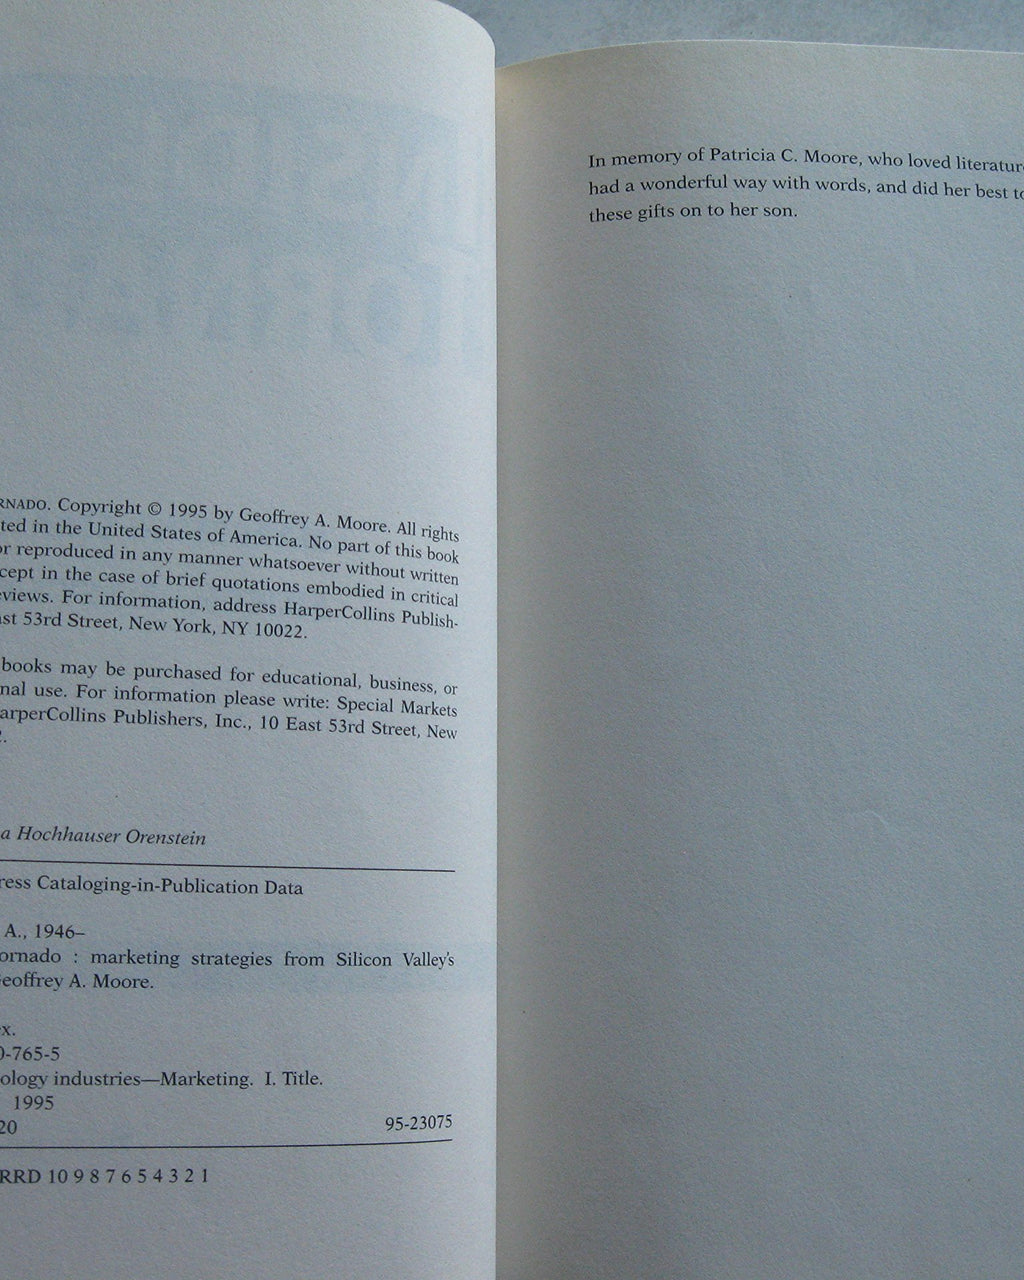 RNADO. Copyright © 1995 by Geoffrey A. Moore. All rights
ted in the United States of America. No part of this book
or reproduced in any manner whatsoever without written
cept in the case of brief quotations embodied in critical
views. For information, address HarperCollins Publish-
st 53rd Street, New York, NY 10022.
books may be purchased for educational, business, or
nal use. For information please write: Special Markets
arperCollins Publishers, Inc., 10 East 53rd Street, New
2.
a Hochhauser Orenstein
ress Cataloging-in-Publication Data
A., 1946–
ornado : marketing strategies from Silicon Valley's
eoffrey A. Moore.
x.
0-765-5
ology industries—Marketing. I. Title.
1995
20 95-23075
RRD 10 9 8 7 6 5 4 3 2 1
In memory of Patricia C. Moore, who loved literature
had a wonderful way with words, and did her best to
these gifts on to her son.